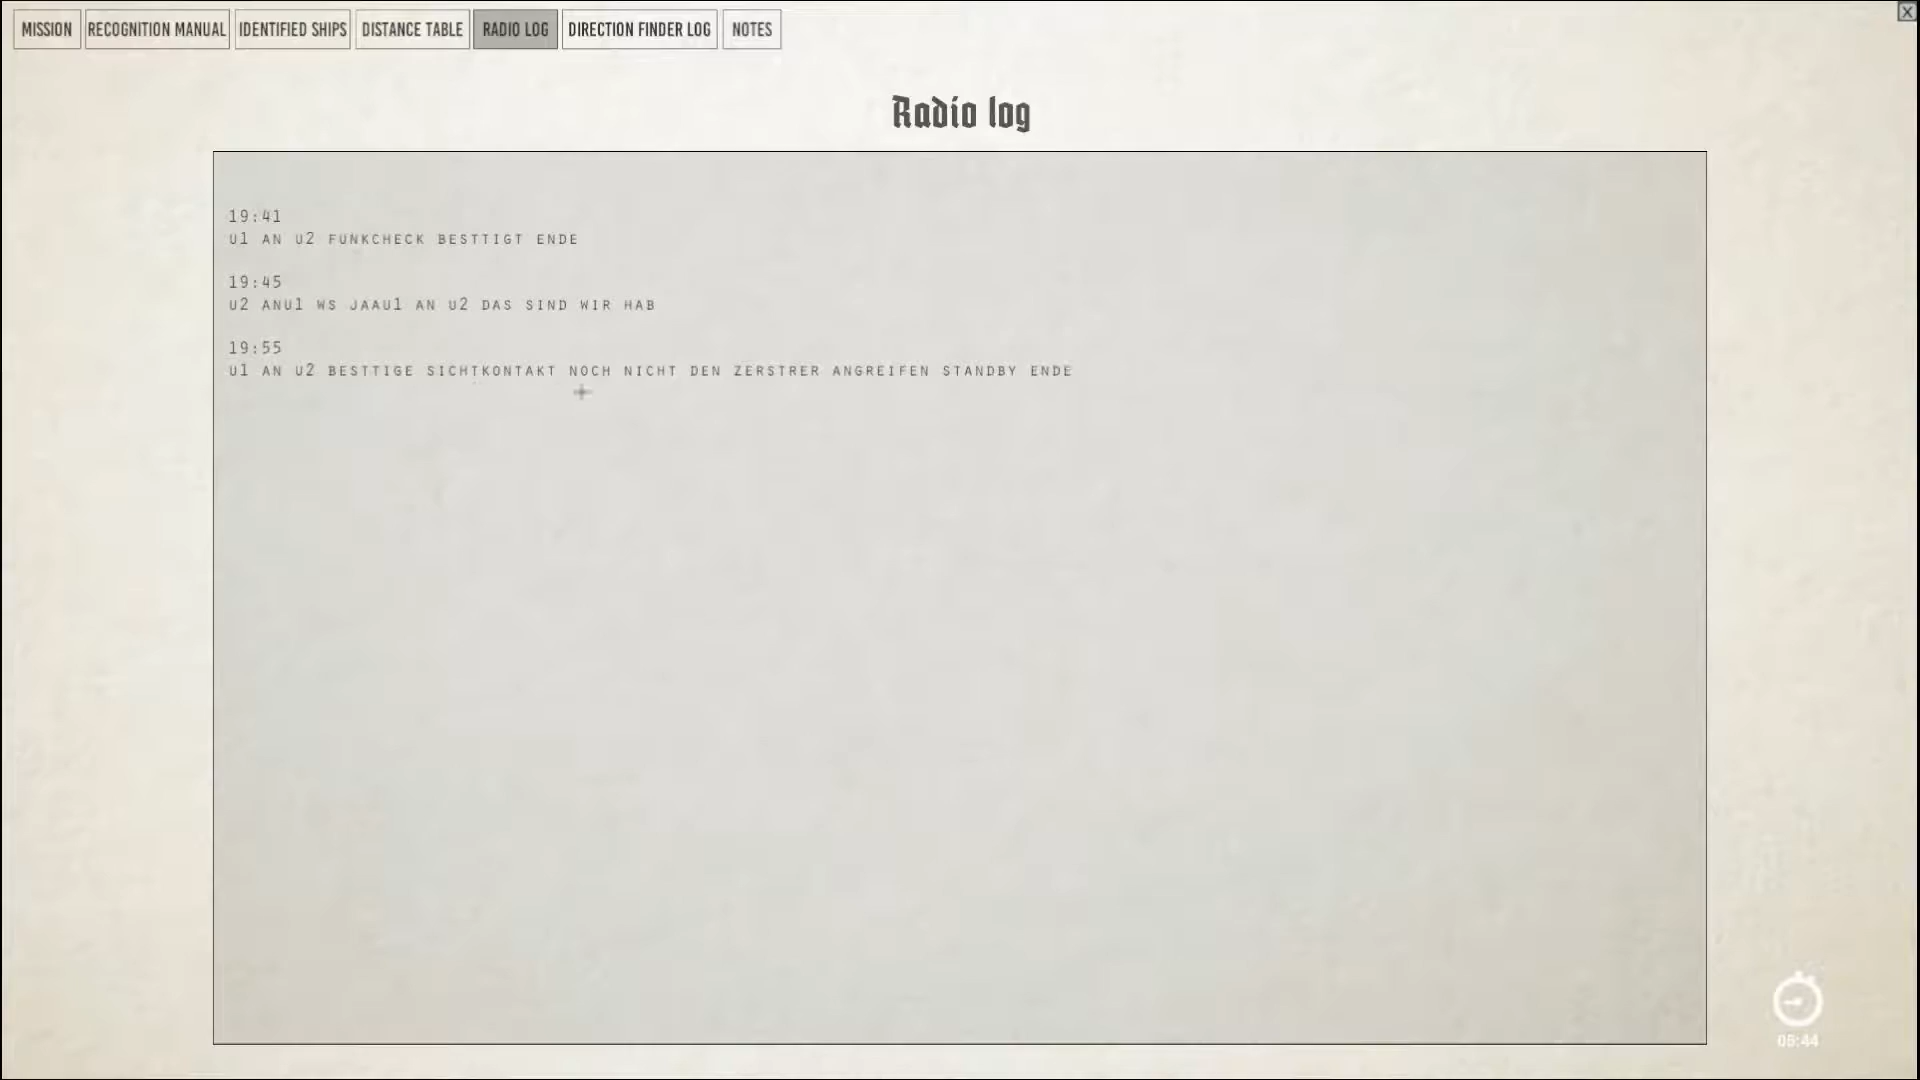 MISSION RECOGNITION MANUAL IDENTIFIED SHIPS DISTANCE TABLE RADIO LOG DIRECTION FINDER LOG NOTES X
Radio log
19:41
U1 AN U2 FUNKCHECK BESTTIGT ENDE
19:45
U2 ANU1 WS JAAU1 AN U2 DAS SIND WIR HAB
19:55
U1 AN U2 BESTTIGE SICHTKONTAKT NOCH NICHT DEN ZERSTRER ANGREIFEN STANDBY ENDE
05:44